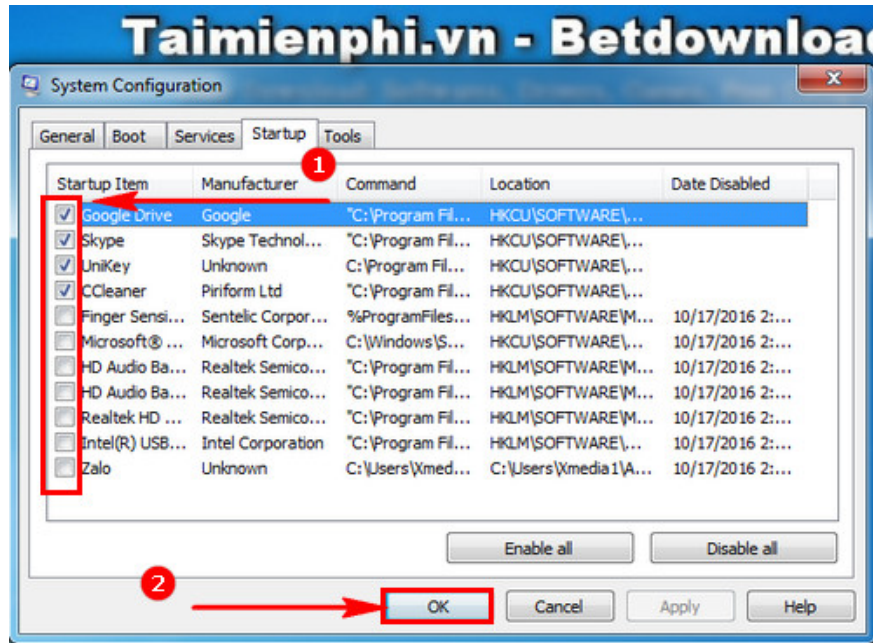 Taimienphi.vn - Betdownloa
System Configuration
General Boot Services Startup Tools
1
Startup Item Manufacturer Command Location Date Disabled
Google Drive Google "C:\Program Fil... HKCU\SOFTWARE\...
Skype Skype Technol... "C:\Program Fil... HKCU\SOFTWARE\...
UniKey Unknown C:\Program Fil... HKCU\SOFTWARE\...
CCleaner Piriform Ltd "C:\Program Fil... HKCU\SOFTWARE\...
Finger Sensi... Sentelic Corpor... %ProgramFiles... HKLM\SOFTWARE\M... 10/17/2016 2:...
Microsoft® ... Microsoft Corp... C:\Windows\S... HKCU\SOFTWARE\... 10/17/2016 2:...
HD Audio Ba... Realtek Semico... "C:\Program Fil... HKLM\SOFTWARE\M... 10/17/2016 2:...
HD Audio Ba... Realtek Semico... "C:\Program Fil... HKLM\SOFTWARE\M... 10/17/2016 2:...
Realtek HD ... Realtek Semico... "C:\Program Fil... HKLM\SOFTWARE\M... 10/17/2016 2:...
Intel(R) USB... Intel Corporation "C:\Program Fil... HKLM\SOFTWARE\... 10/17/2016 2:...
Zalo Unknown C:\Users\Xmed... C:\Users\Xmedia1\A... 10/17/2016 2:...
Enable all Disable all
2
OK Cancel Apply Help